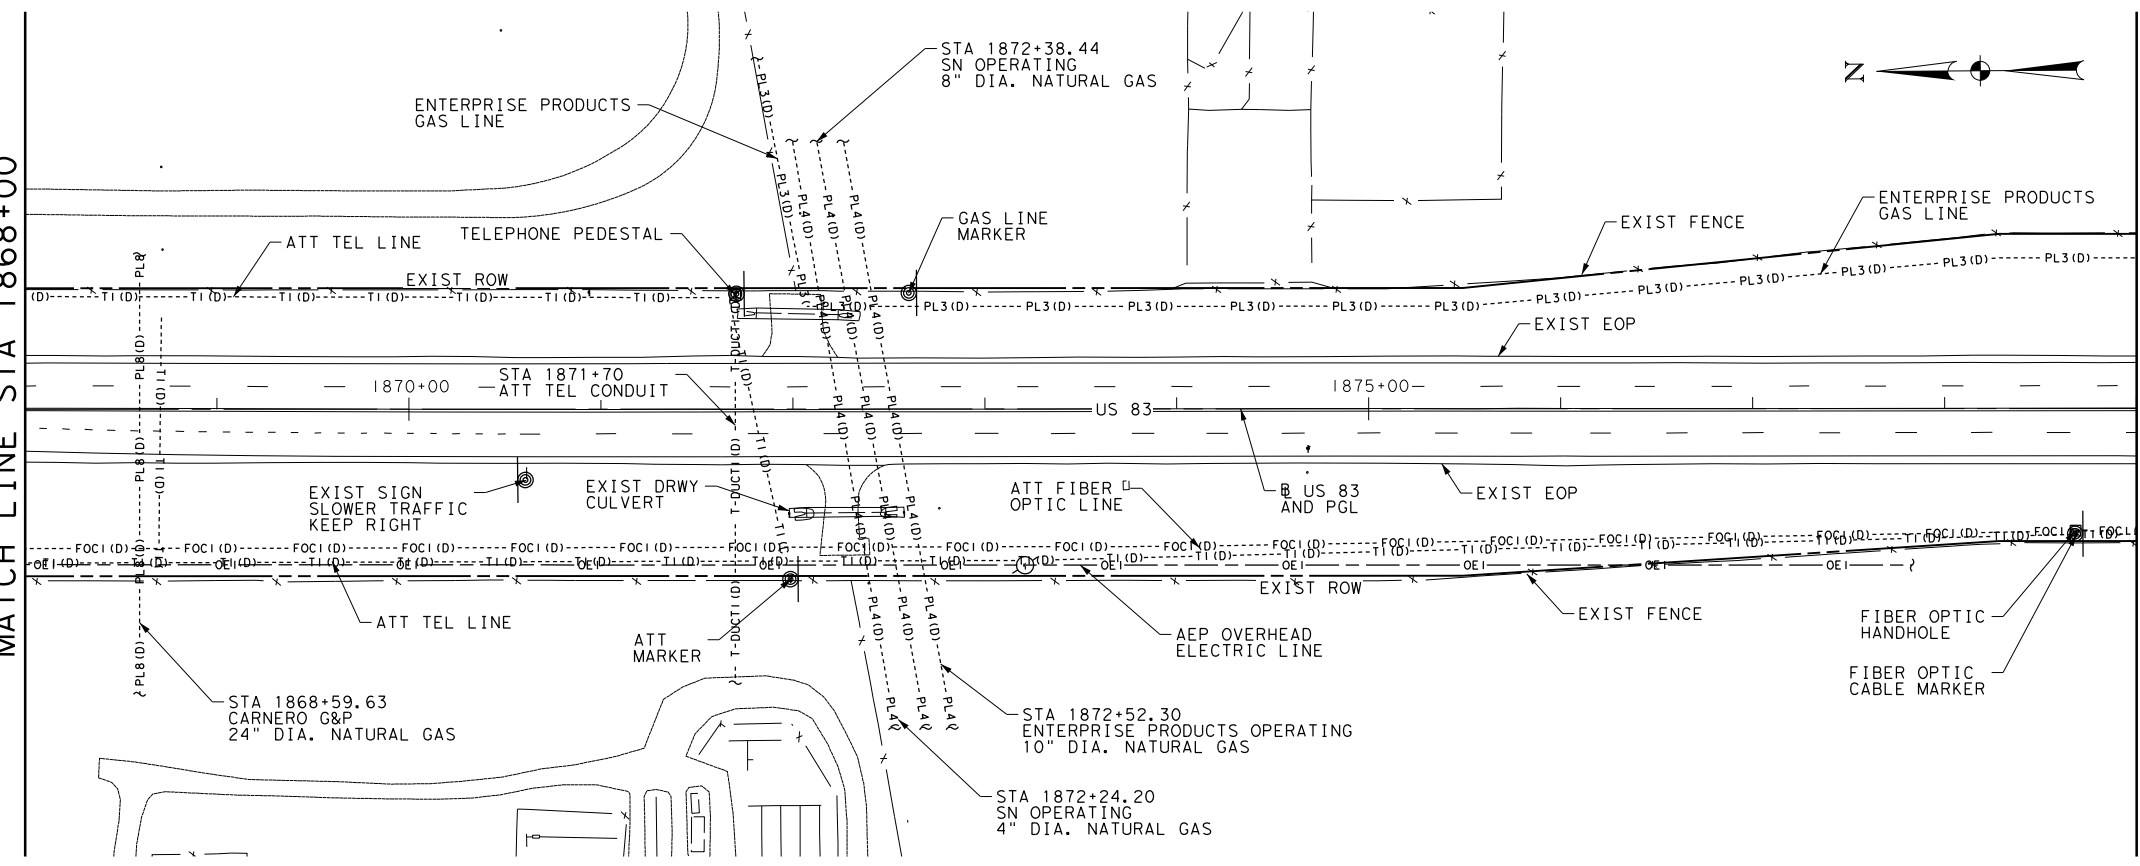 MATCH LINE STA 1868+00
STA 1872+38.44
SN OPERATING
8" DIA. NATURAL GAS
N
ENTERPRISE PRODUCTS
GAS LINE
ENTERPRISE PRODUCTS
GAS LINE
GAS LINE
MARKER
EXIST FENCE
TELEPHONE PEDESTAL
ATT TEL LINE
EXIST ROW
EXIST EOP
STA 1871+70
ATT TEL CONDUIT
1870+00
1875+00
US 83
EXIST SIGN
SLOWER TRAFFIC
KEEP RIGHT
EXIST DRWY
CULVERT
ATT FIBER
OPTIC LINE
BL US 83
AND PGL
EXIST EOP
EXIST ROW
ATT TEL LINE
ATT
MARKER
AEP OVERHEAD
ELECTRIC LINE
EXIST FENCE
FIBER OPTIC
HANDHOLE
FIBER OPTIC
CABLE MARKER
STA 1868+59.63
CARNERO G&P
24" DIA. NATURAL GAS
STA 1872+52.30
ENTERPRISE PRODUCTS OPERATING
10" DIA. NATURAL GAS
STA 1872+24.20
SN OPERATING
4" DIA. NATURAL GAS